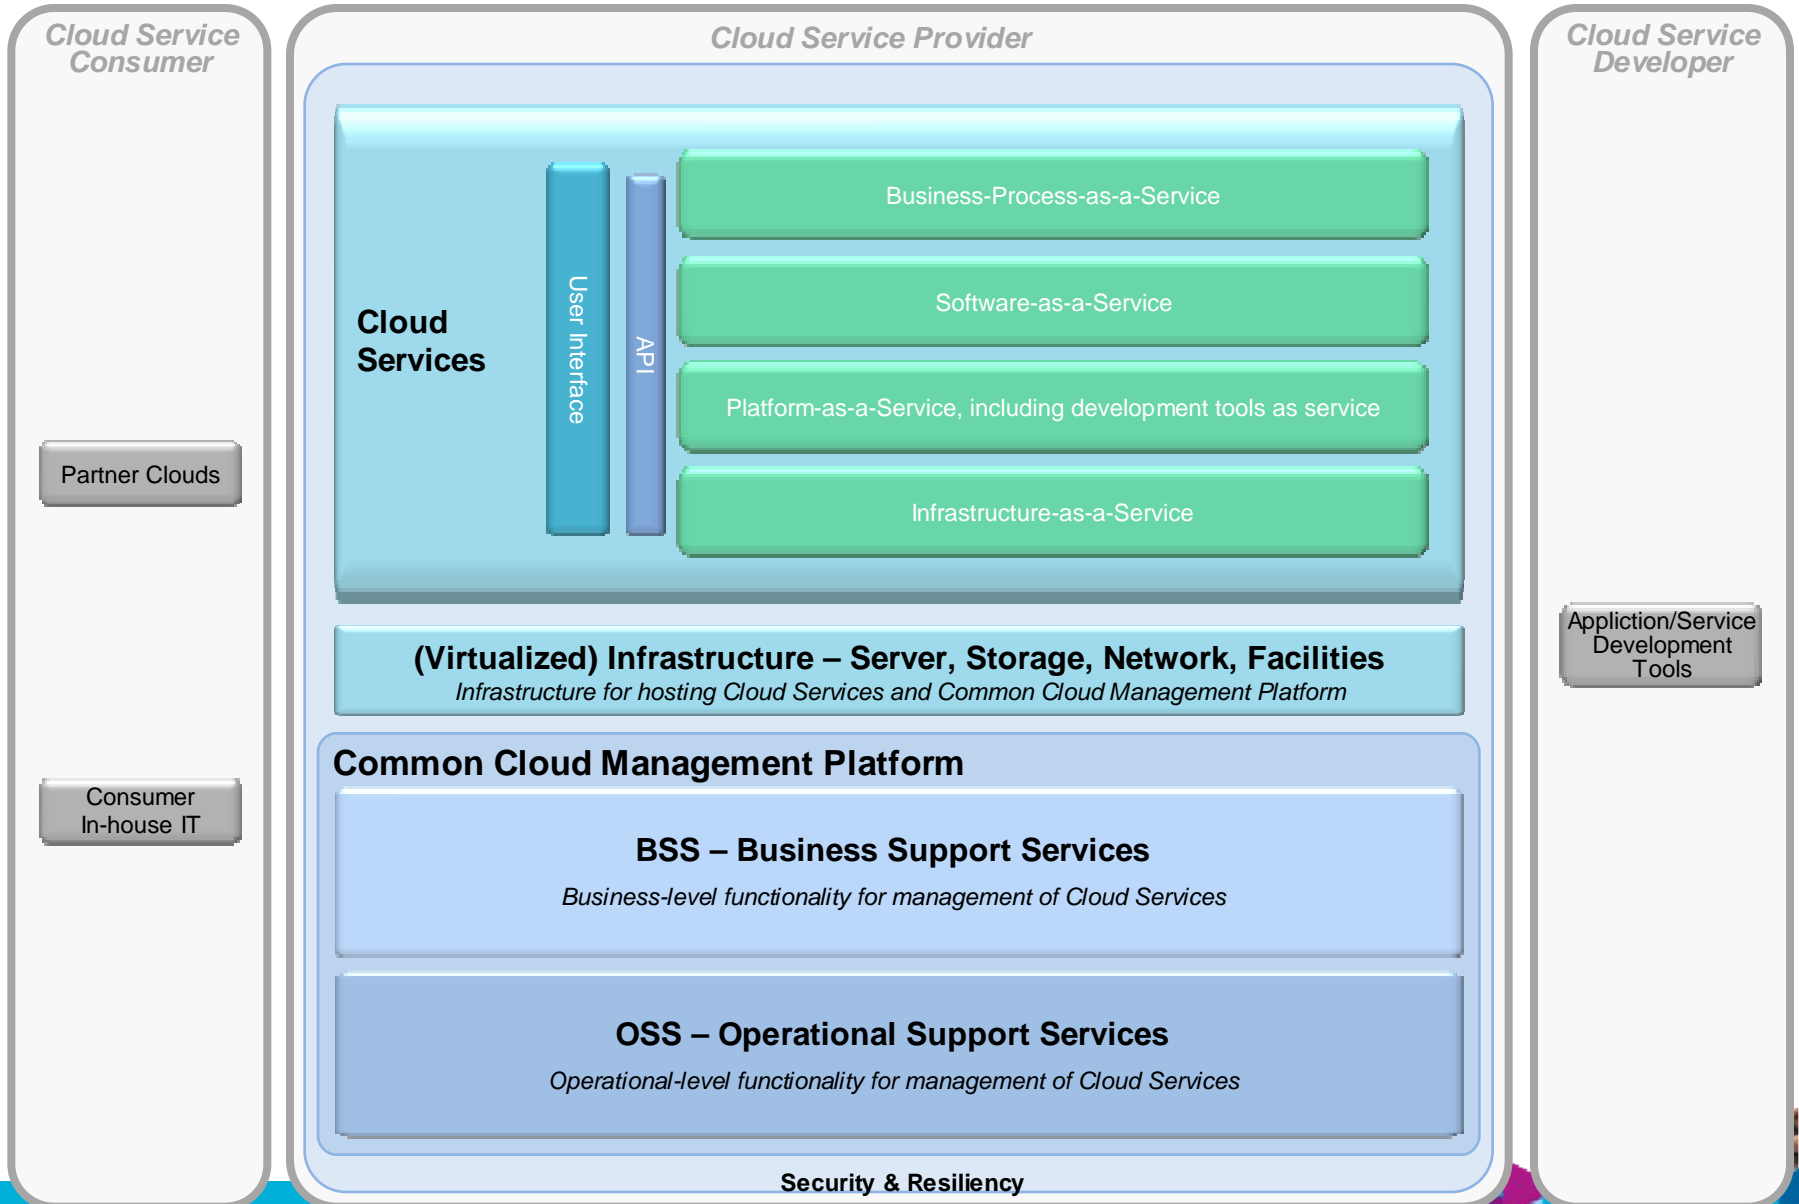 Cloud Service
Consumer
Partner Clouds
Consumer
In-house IT
Cloud Service Provider
Cloud
Services
User Interface
API
Business-Process-as-a-Service
Software-as-a-Service
Platform-as-a-Service, including development tools as service
Infrastructure-as-a-Service
(Virtualized) Infrastructure – Server, Storage, Network, Facilities
Infrastructure for hosting Cloud Services and Common Cloud Management Platform
Common Cloud Management Platform
BSS – Business Support Services
Business-level functionality for management of Cloud Services
OSS – Operational Support Services
Operational-level functionality for management of Cloud Services
Security & Resiliency
Cloud Service
Developer
Appliction/Service
Development
Tools